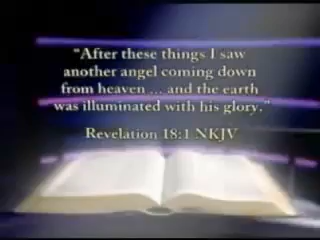 “After these things I saw
another angel coming down
from heaven ... and the earth
was illuminated with his glory.”
Revelation 18:1 NKJV